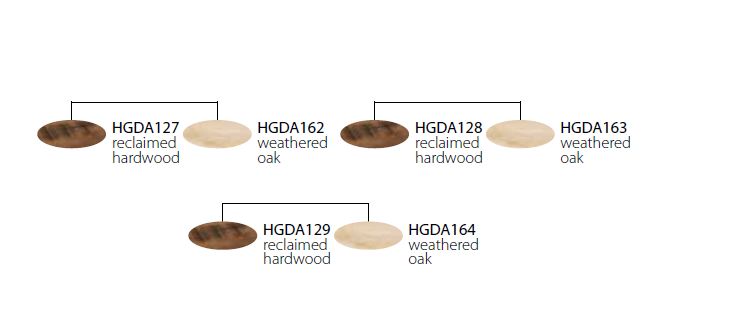 HGDA127
reclaimed
hardwood
HGDA162
weathered
oak
HGDA128
reclaimed
hardwood
HGDA163
weathered
oak
HGDA129
reclaimed
hardwood
HGDA164
weathered
oak